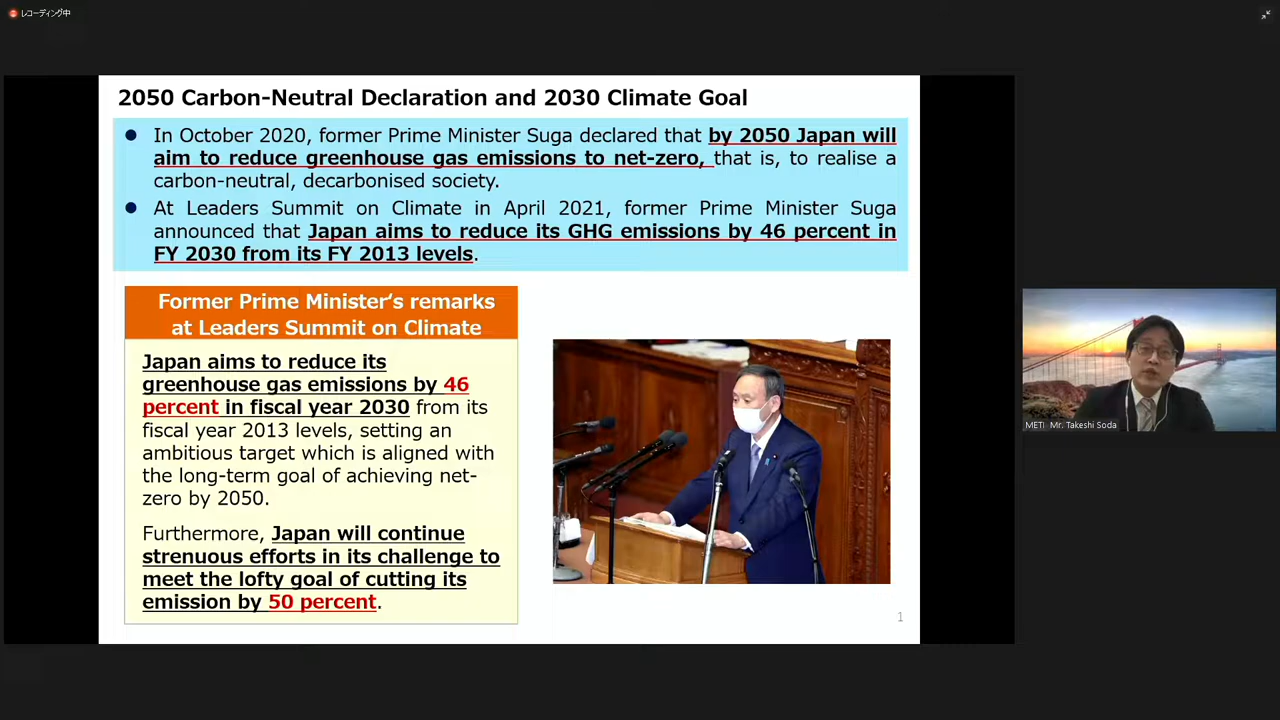 レコーディング中
2050 Carbon-Neutral Declaration and 2030 Climate Goal
● In October 2020, former Prime Minister Suga declared that by 2050 Japan will
aim to reduce greenhouse gas emissions to net-zero, that is, to realise a
carbon-neutral, decarbonised society.
● At Leaders Summit on Climate in April 2021, former Prime Minister Suga
announced that Japan aims to reduce its GHG emissions by 46 percent in
FY 2030 from its FY 2013 levels.
Former Prime Minister’s remarks
at Leaders Summit on Climate
Japan aims to reduce its
greenhouse gas emissions by 46
percent in fiscal year 2030 from its
fiscal year 2013 levels, setting an
ambitious target which is aligned with
the long-term goal of achieving net-
zero by 2050.
Furthermore, Japan will continue
strenuous efforts in its challenge to
meet the lofty goal of cutting its
emission by 50 percent.
1
METI Mr. Takeshi Soda